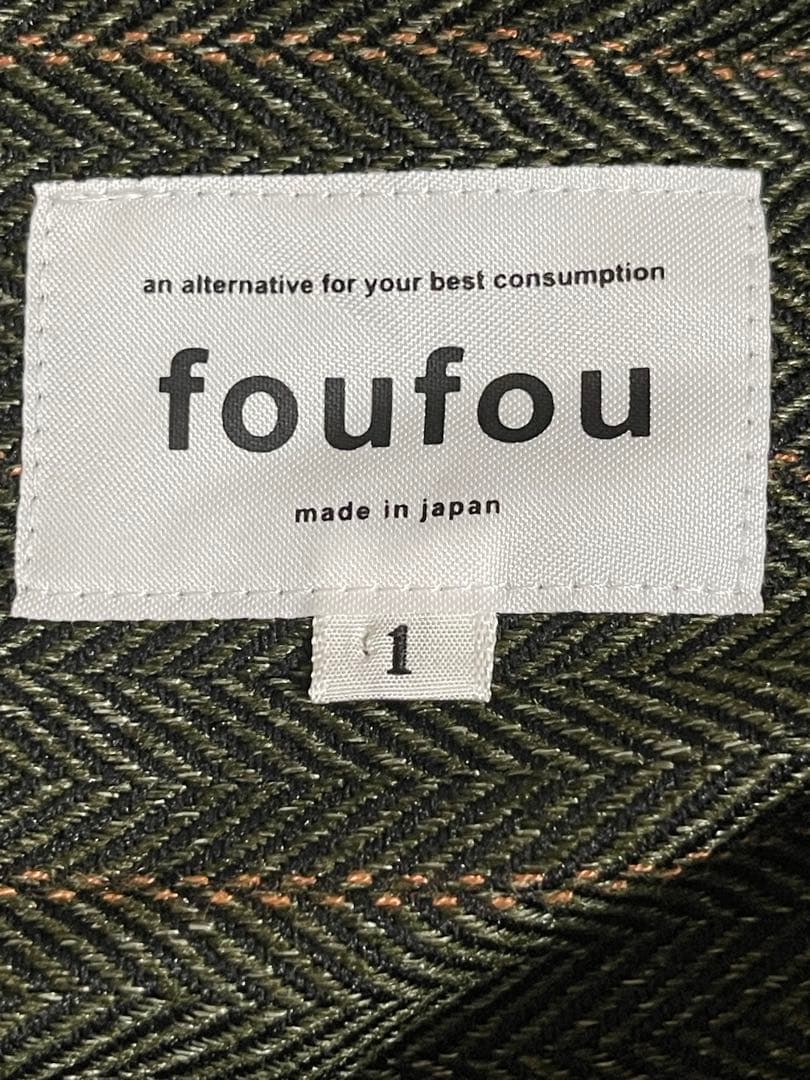 an alternative for your best consumption
foufou
made in japan
1